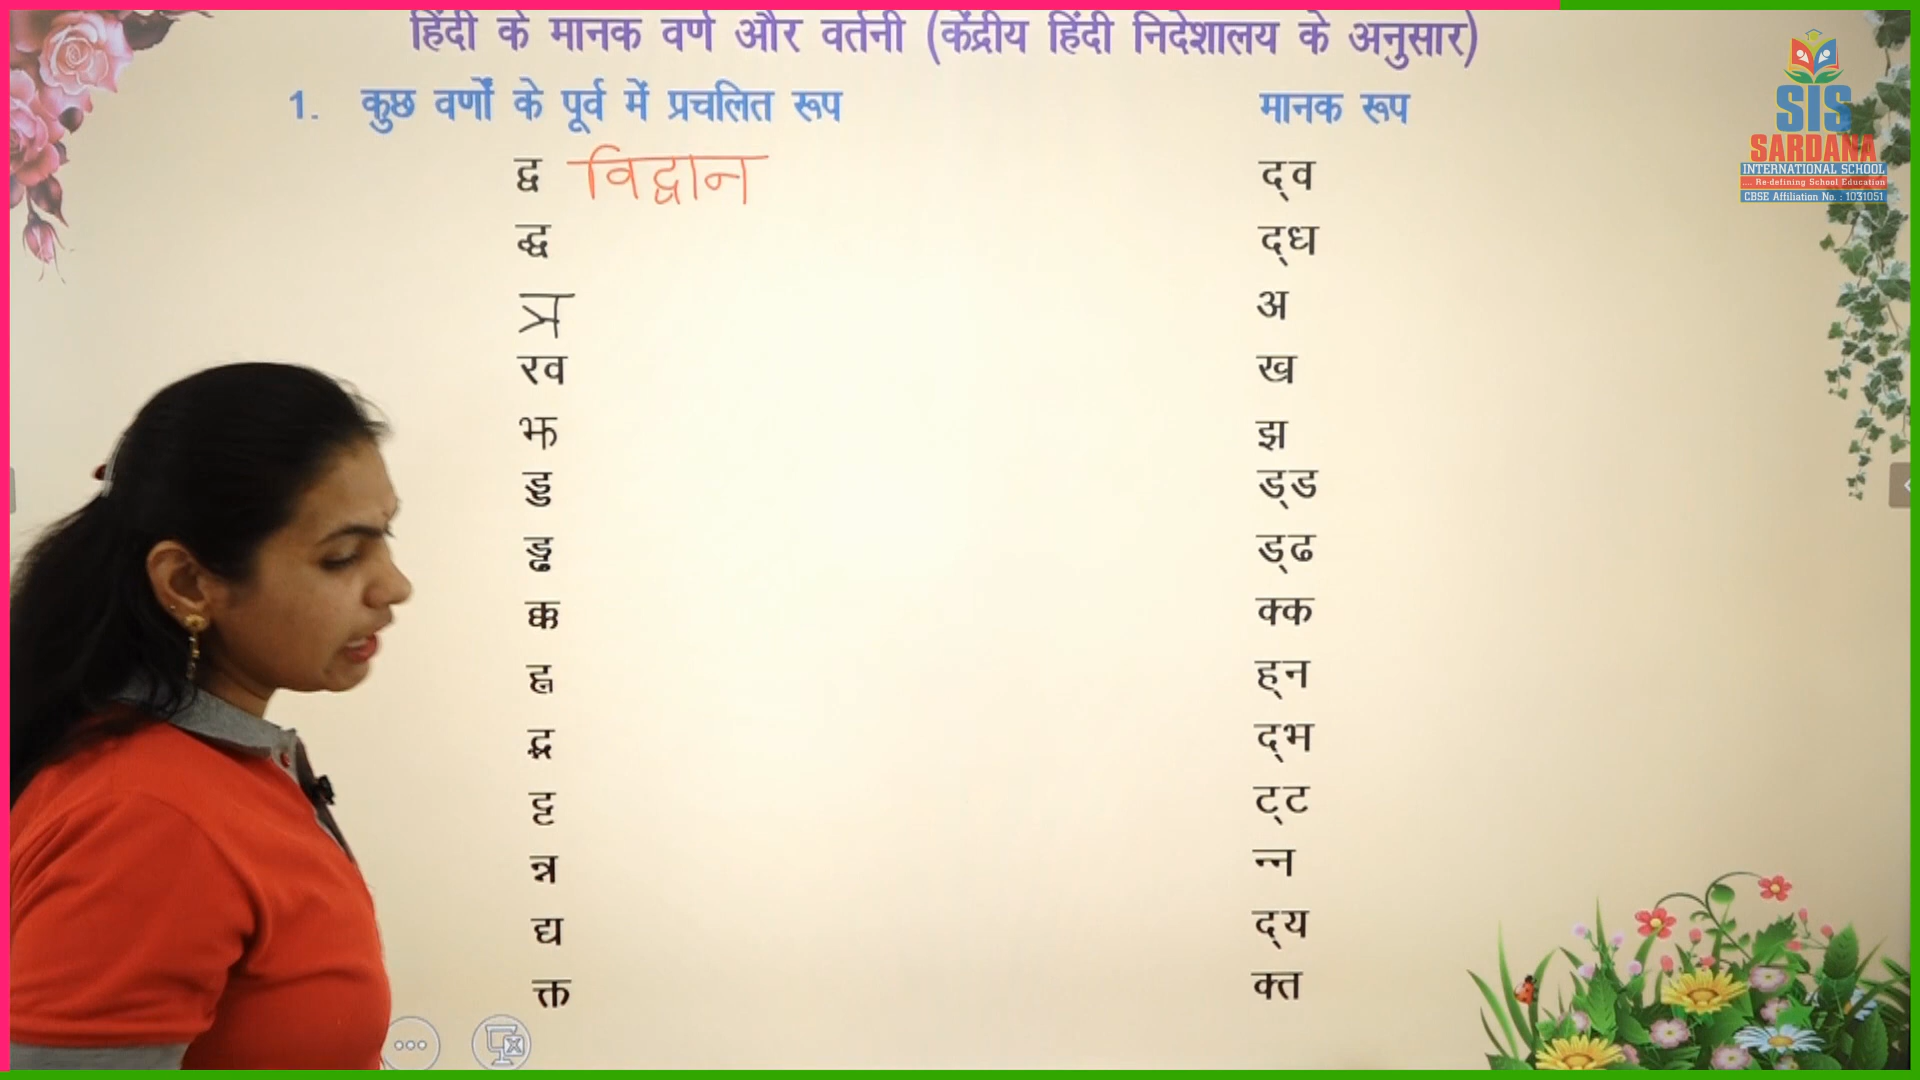 हिंदी के मानक वर्ण और वर्तनी (केंद्रीय हिंदी निदेशालय के अनुसार)
1. कुछ वर्णों के पूर्व में प्रचलित रूप मानक रूप
द्व विद्वान द्‌व
द्ध द्‌ध
अ
रव ख
झ
ड्ड ड्‌ड
ड्ढ ड्‌ढ
क्क क्‍क
ह्न ह्‌न
द्भ द्‌भ
ट्ट ट्‌ट
न्न न्‍न
द्य द्‌य
क्त क्‍त
SIS
SARDANA
INTERNATIONAL SCHOOL
.... Re-defining School Education
CBSE Affiliation No. : 1031051